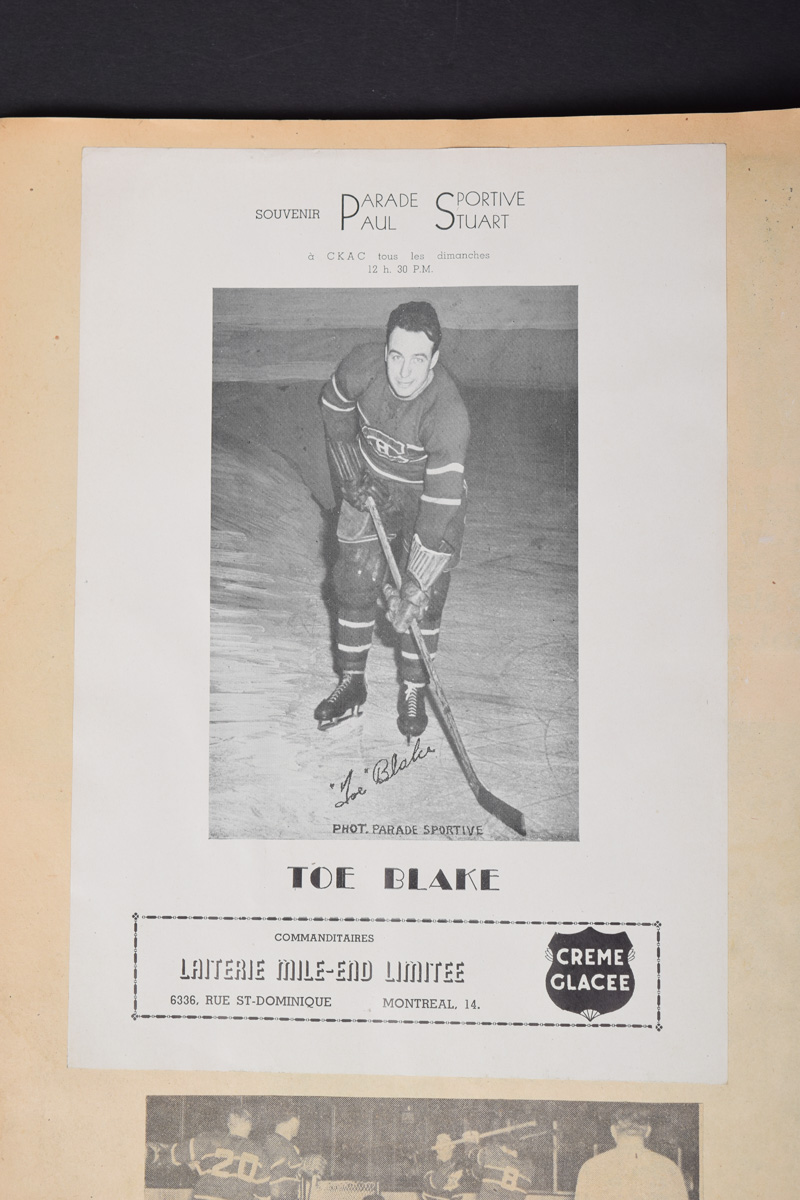 SOUVENIR PARADE SPORTIVE
PAUL STUART
à CKAC tous les dimanches
12 h. 30 P.M.
"Toe" Blake
PHOT. PARADE SPORTIVE
TOE BLAKE
COMMANDITAIRES
LAITERIE MILE-END LIMITEE
6336, RUE ST-DOMINIQUE MONTREAL, 14.
CREME
GLACEE
20
8